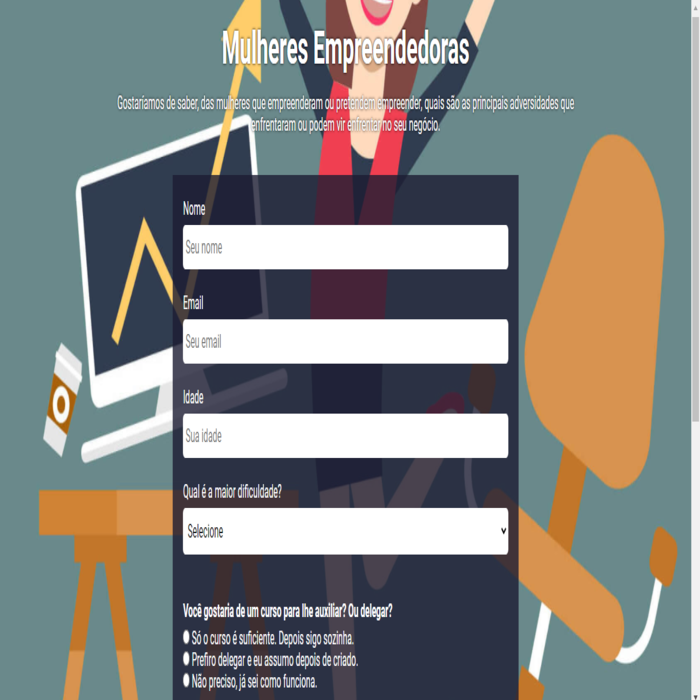 Mulheres Empreendedoras
Gostaríamos de saber, das mulheres que empreenderam ou pretendem empreender, quais são as principais adversidades que
enfrentaram ou podem vir enfrentar no seu negócio.
Nome
Seu nome
Email
Seu email
Idade
Sua idade
Qual é a maior dificuldade?
Selecione
Você gostaria de um curso para lhe auxiliar? Ou delegar?
Só o curso é suficiente. Depois sigo sozinha.
Prefiro delegar e eu assumo depois de criado.
Não preciso, já sei como funciona.